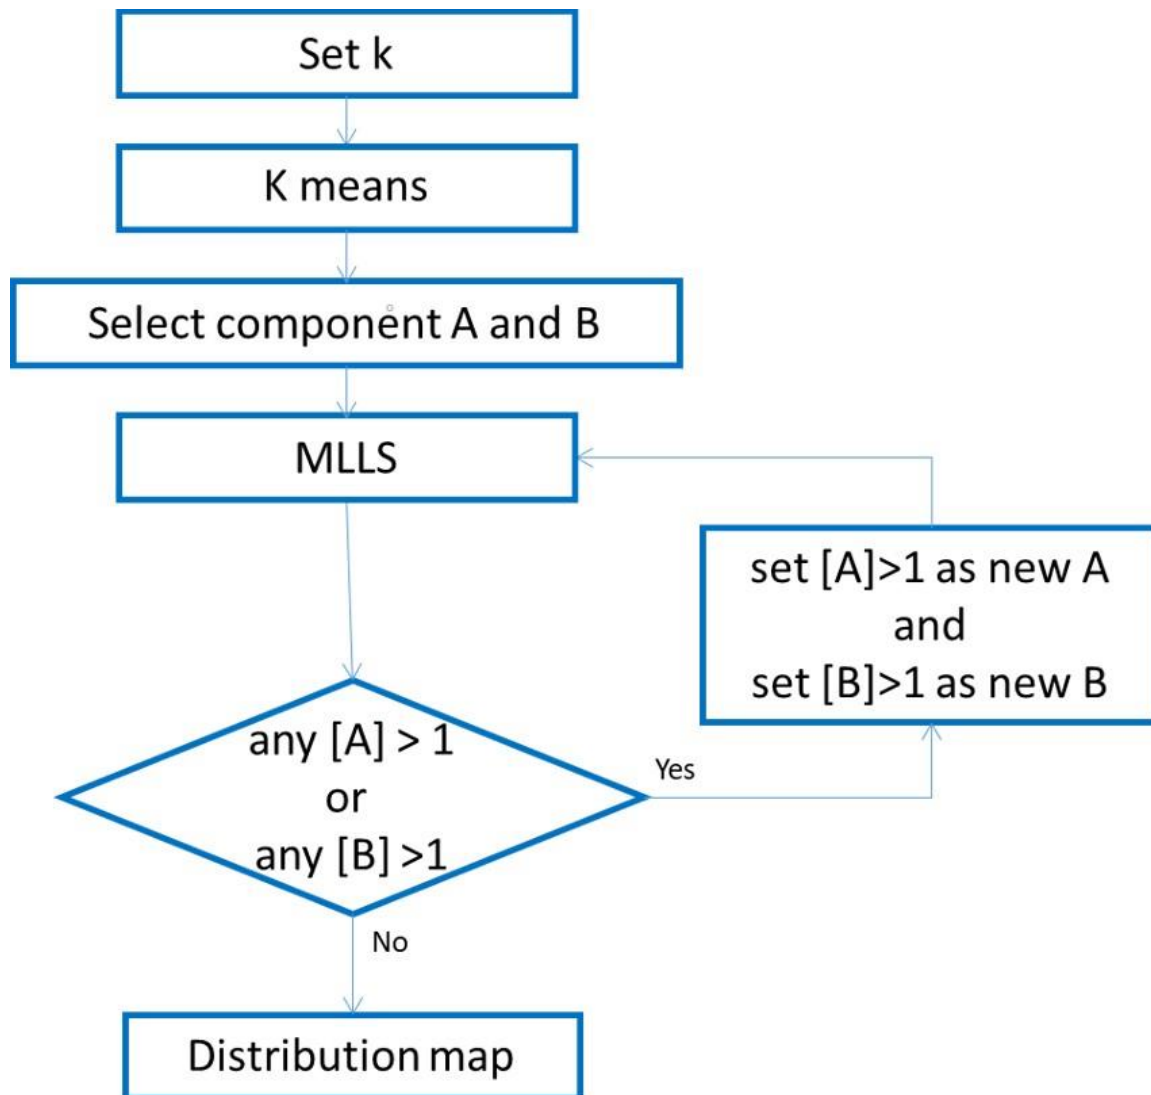 Set k
K means
Select component A and B
MLLS
set [A]>1 as new A
and
set [B]>1 as new B
any [A] > 1
or
any [B] >1
Yes
No
Distribution map